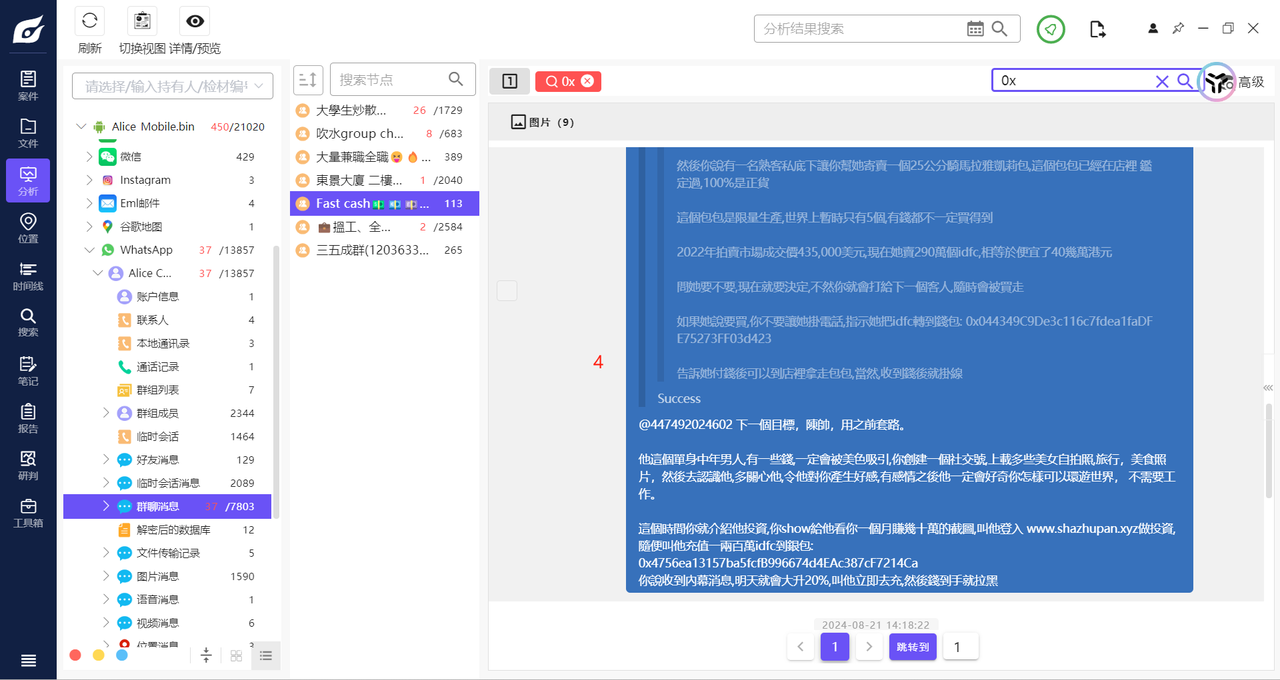 刷新
切换视图
详情/预览
分析结果搜索
案件
文件
分析
位置
时间线
搜索
笔记
报告
研判
工具箱
请选择/输入持有人/检材编号
Alice Mobile.bin 450/21020
微信 429
Instagram 3
Eml邮件 4
谷歌地图 1
WhatsApp 37 /13857
Alice C... 37 /13857
账户信息 1
联系人 4
本地通讯录 3
通话记录 1
群组列表 7
群组成员 2344
临时会话 1464
好友消息 129
临时会话消息 2089
群聊消息 37 /7803
解密后的数据库 12
文件传输记录 5
图片消息 1590
语音消息 1
视频消息 6
位置消息 3
搜索节点
大學生炒散... 26 /1729
吹水group ch... 8 /683
大量兼職全職😝🔥... 389
東景大廈 二樓... 1 /2040
Fast cash💵💶💷... 113
💼搵工、全... 2 /2584
三五成群(1203633... 265
1
0x
0x
高级
图片（9）
然後你說有一名熟客私底下讓你幫她寄賣一個25公分鱷馬拉雅凱莉包,這個包包已經在店裡 鑑
定過,100%是正貨
這個包包是限量生產,世界上暫時只有5個,有錢都不一定買得到
2022年拍賣市場成交價435,000美元,現在她賣290萬個idfc,相等於便宜了40幾萬港元
問她要不要,現在就要決定,不然你就會打給下一個客人,隨時會被買走
如果她說要買,你不要讓她掛電話,指示她把idfc轉到錢包: 0x044349C9De3c116c7fdea1faDF
E75273FF03d423
告訴她付錢後可以到店裡拿走包包,當然,收到錢後就掛線
Success
4
@447492024602 下一個目標，陳帥，用之前套路。
他這個單身中年男人,有一些錢,一定會被美色吸引,你創建一個社交號,上載多些美女自拍照,旅行，美食照
片，然後去認識他,多關心他,令他對你產生好感,有感情之後他一定會好奇你怎樣可以環遊世界， 不需要工
作。
這個時間你就介紹他投資,你show給他看你一個月賺幾十萬的截圖,叫他登入 www.shazhupan.xyz做投資,
隨便叫他充值一兩百萬idfc到銀包:
0x4756ea13157ba5fcfB996674d4EAc387cF7214Ca
你說收到內幕消息,明天就會大升20%,叫他立即去充,然後錢到手就拉黑
2024-08-21 14:18:22
1
跳转到
1